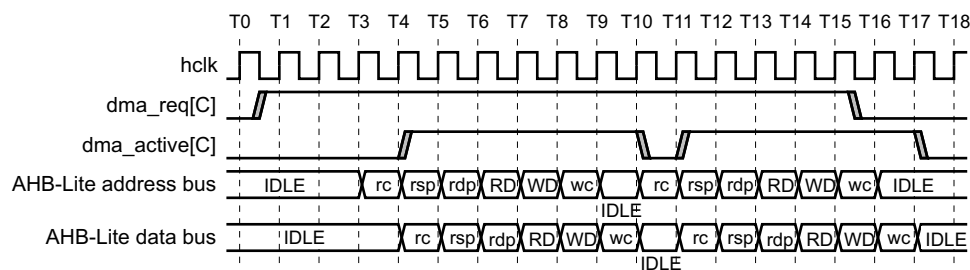 T0 T1 T2 T3 T4 T5 T6 T7 T8 T9 T10 T11 T12 T13 T14 T15 T16 T17 T18
hclk
dma_req[C]
dma_active[C]
AHB-Lite address bus IDLE rc rsp rdp RD WD wc rc rsp rdp RD WD wc IDLE
IDLE
AHB-Lite data bus IDLE rc rsp rdp RD WD wc rc rsp rdp RD WD wc IDLE
IDLE